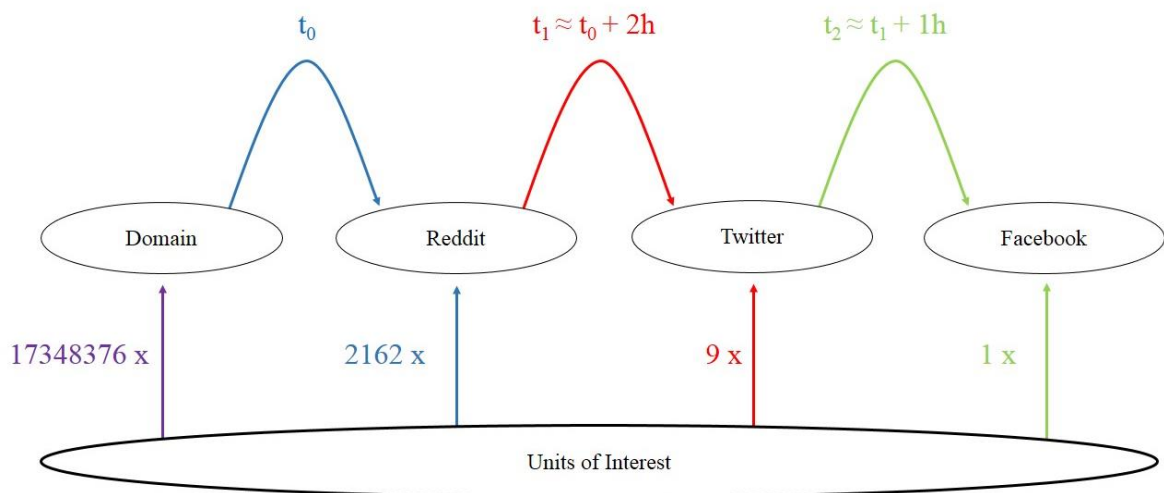 t₀
t₁ ≈ t₀ + 2h
t₂ ≈ t₁ + 1h
Domain
Reddit
Twitter
Facebook
17348376 x
2162 x
9 x
1 x
Units of Interest